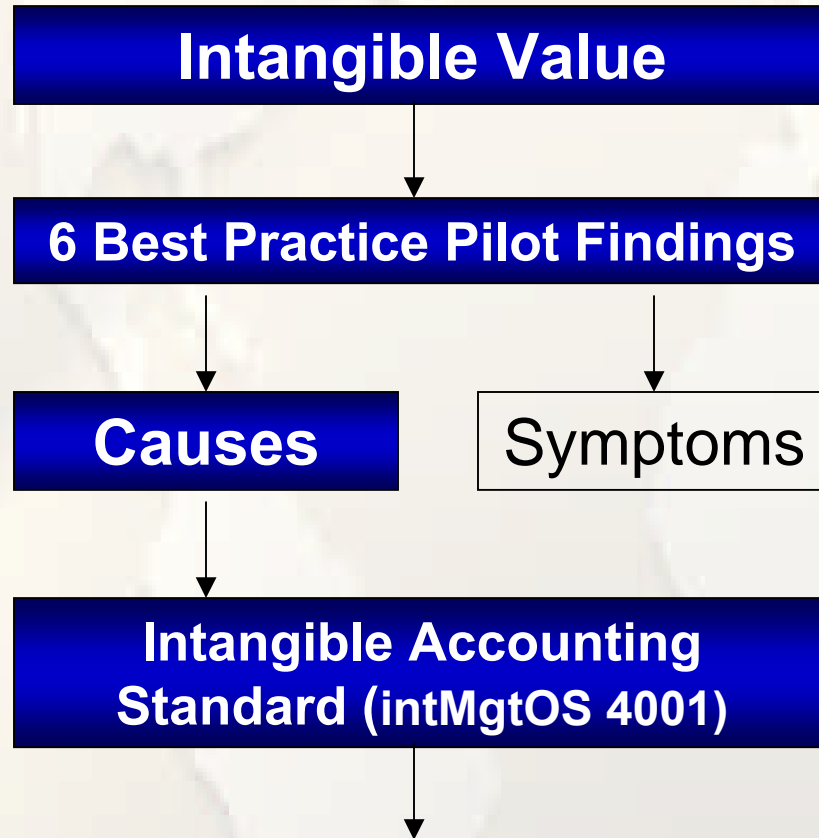 Intangible Value
6 Best Practice Pilot Findings
Causes
Symptoms
Intangible Accounting
Standard (intMgtOS 4001)